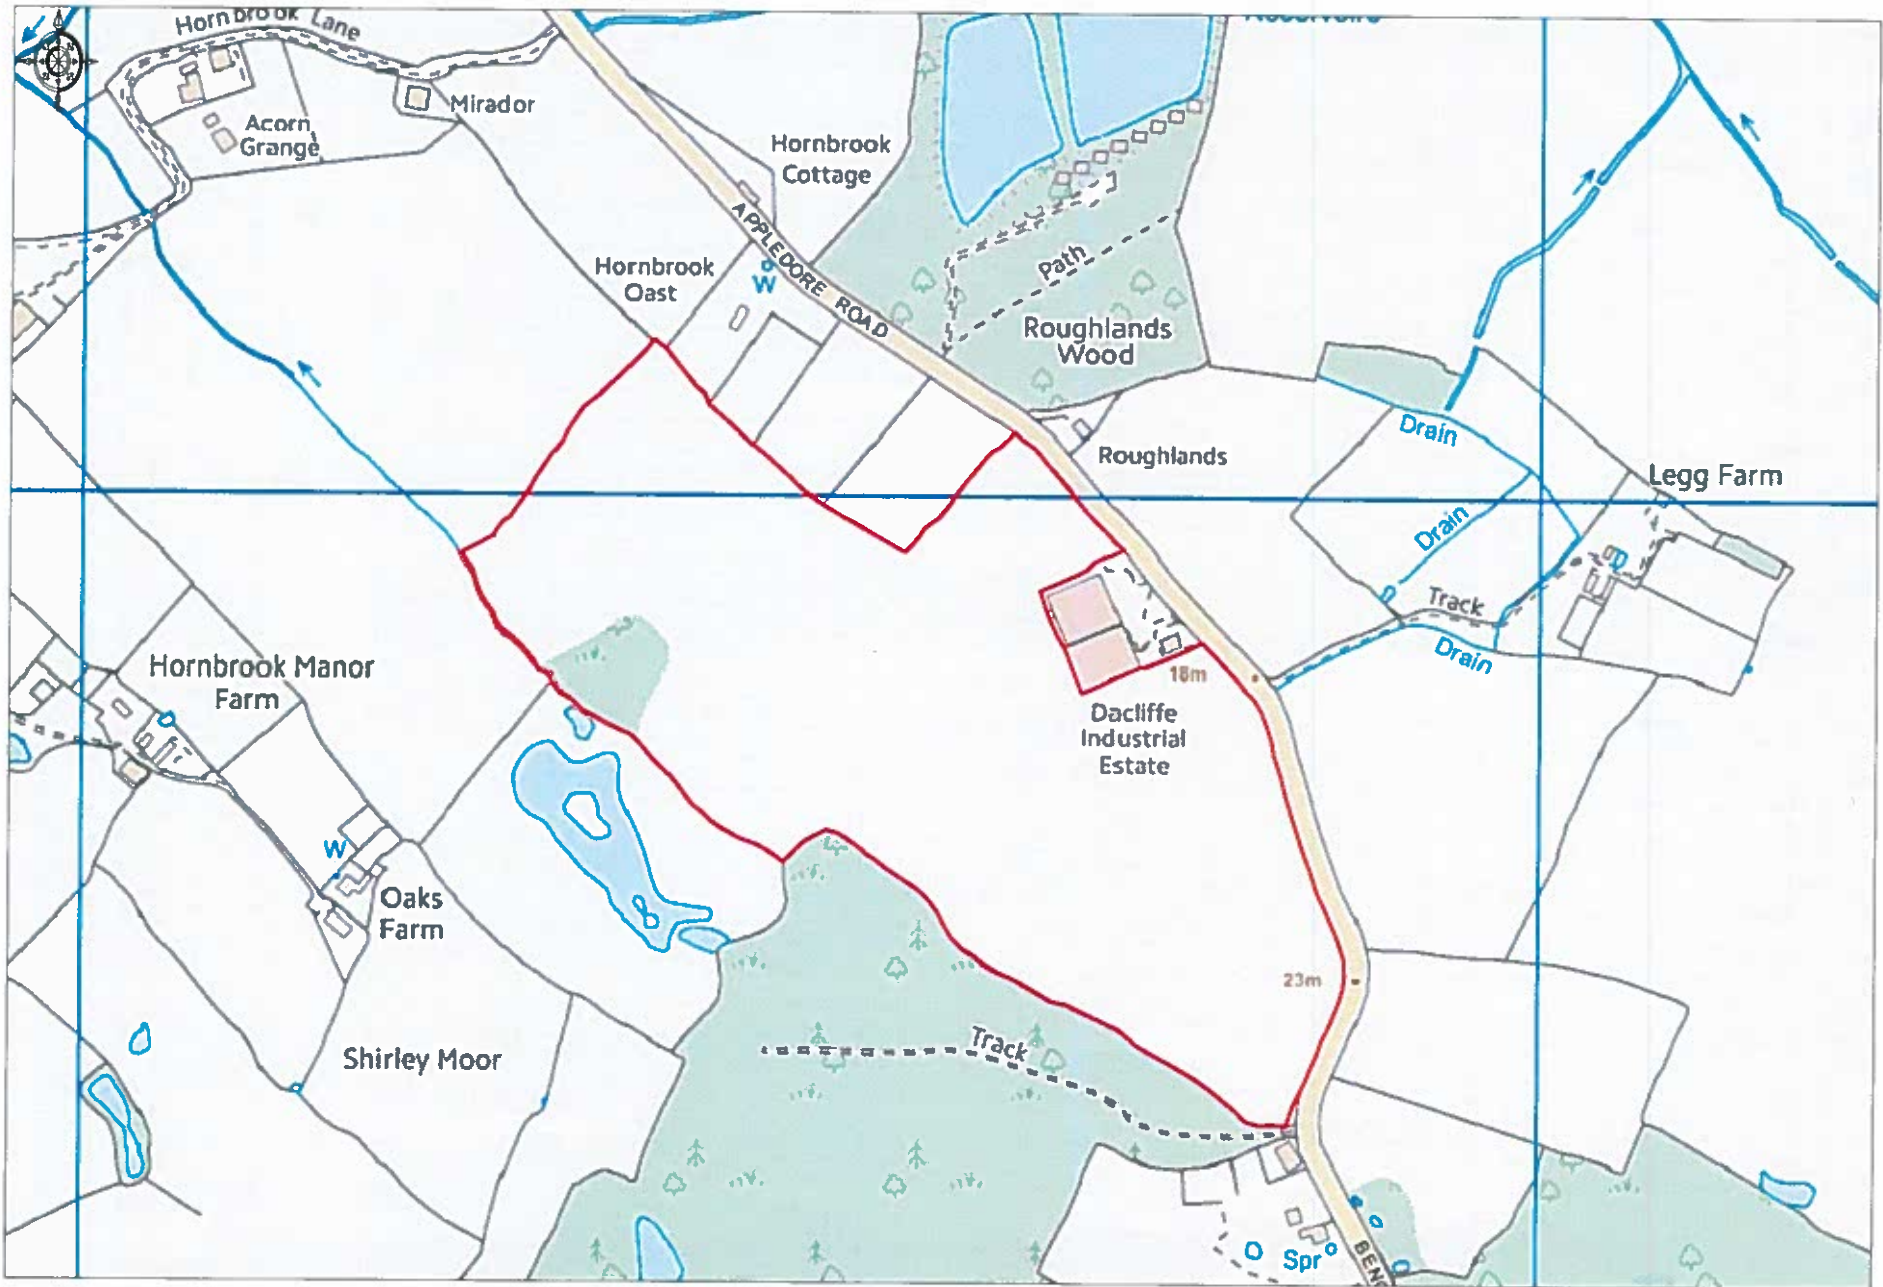 Hornbrook Lane
Reservoirs
Mirador
Acorn
Grange
Hornbrook
Cottage
APPLEDORE ROAD
Hornbrook
Oast
W
Path
Roughlands
Wood
Drain
Roughlands
Legg Farm
Drain
Track
Drain
Hornbrook Manor
Farm
18m
Dacliffe
Industrial
Estate
W
Oaks
Farm
23m
Track
Shirley Moor
Spr